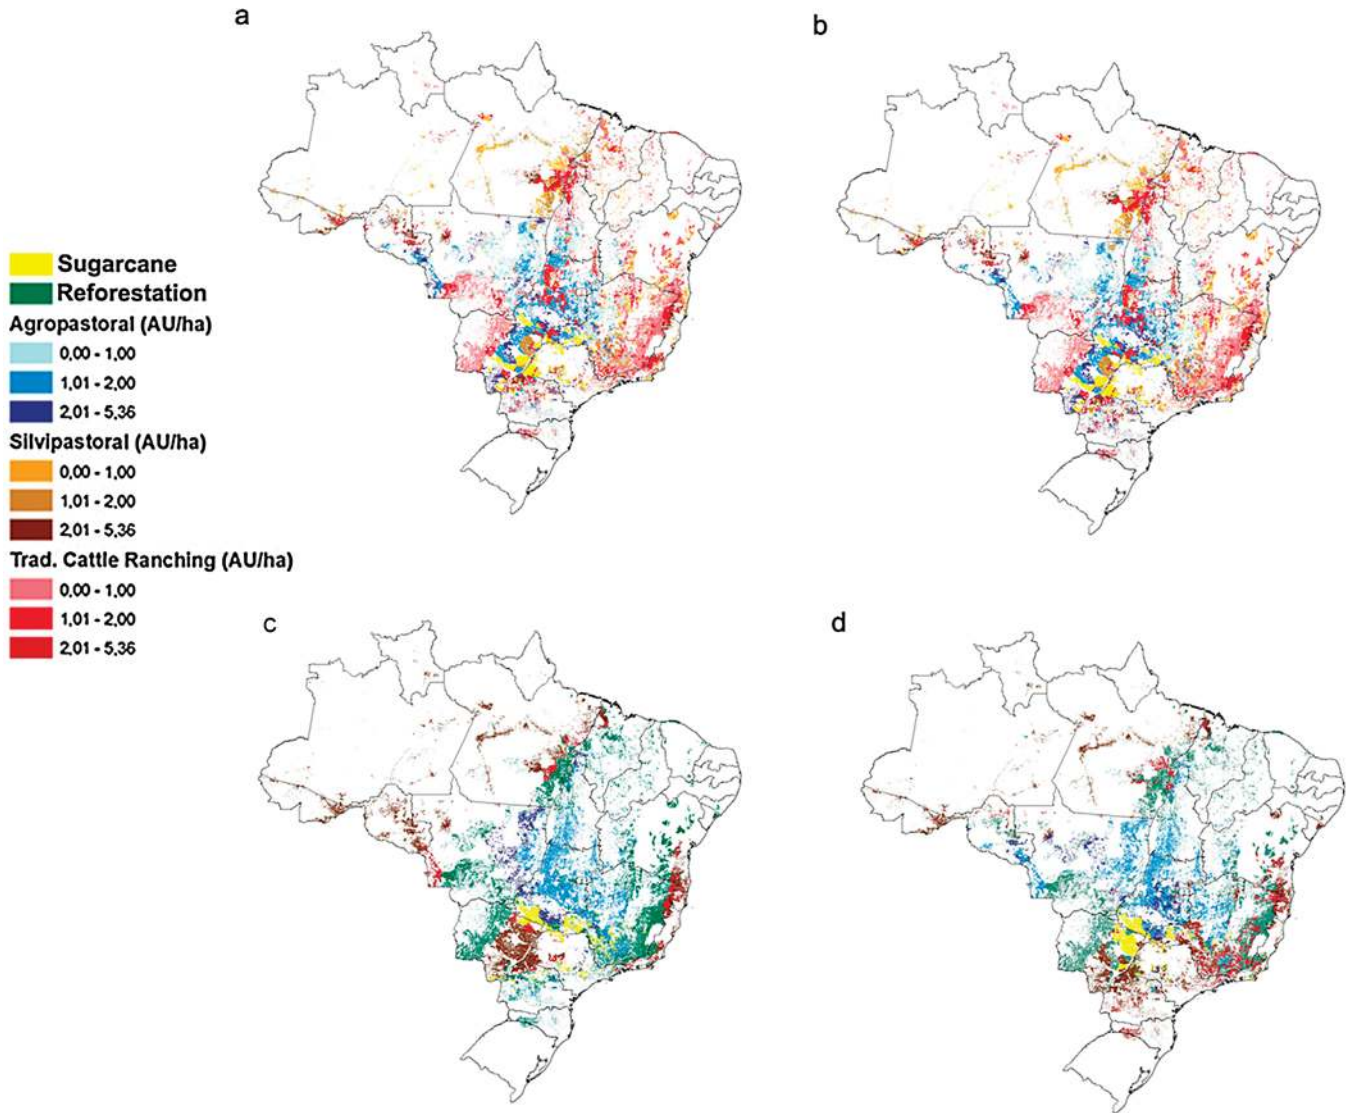 a
b
Sugarcane
Reforestation
Agropastoral (AU/ha)
0,00 - 1,00
1,01 - 2,00
2,01 - 5,36
Silvipastoral (AU/ha)
0,00 - 1,00
1,01 - 2,00
2,01 - 5,36
Trad. Cattle Ranching (AU/ha)
0,00 - 1,00
1,01 - 2,00
2,01 - 5,36
c
d